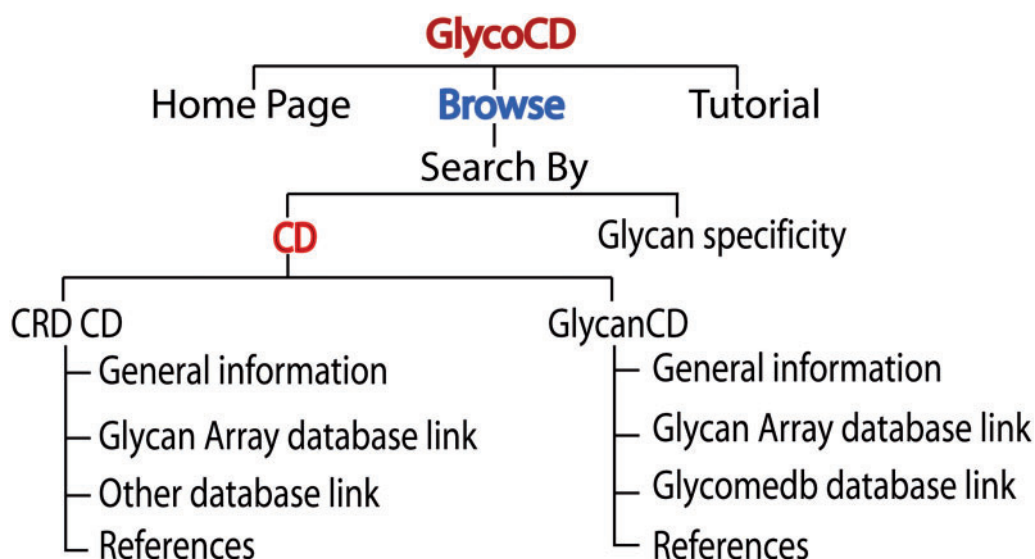 GlycoCD
Home Page
Browse
Tutorial
Search By
CD
Glycan specificity
CRD CD
General information
Glycan Array database link
Other database link
References
GlycanCD
General information
Glycan Array database link
Glycomedb database link
References